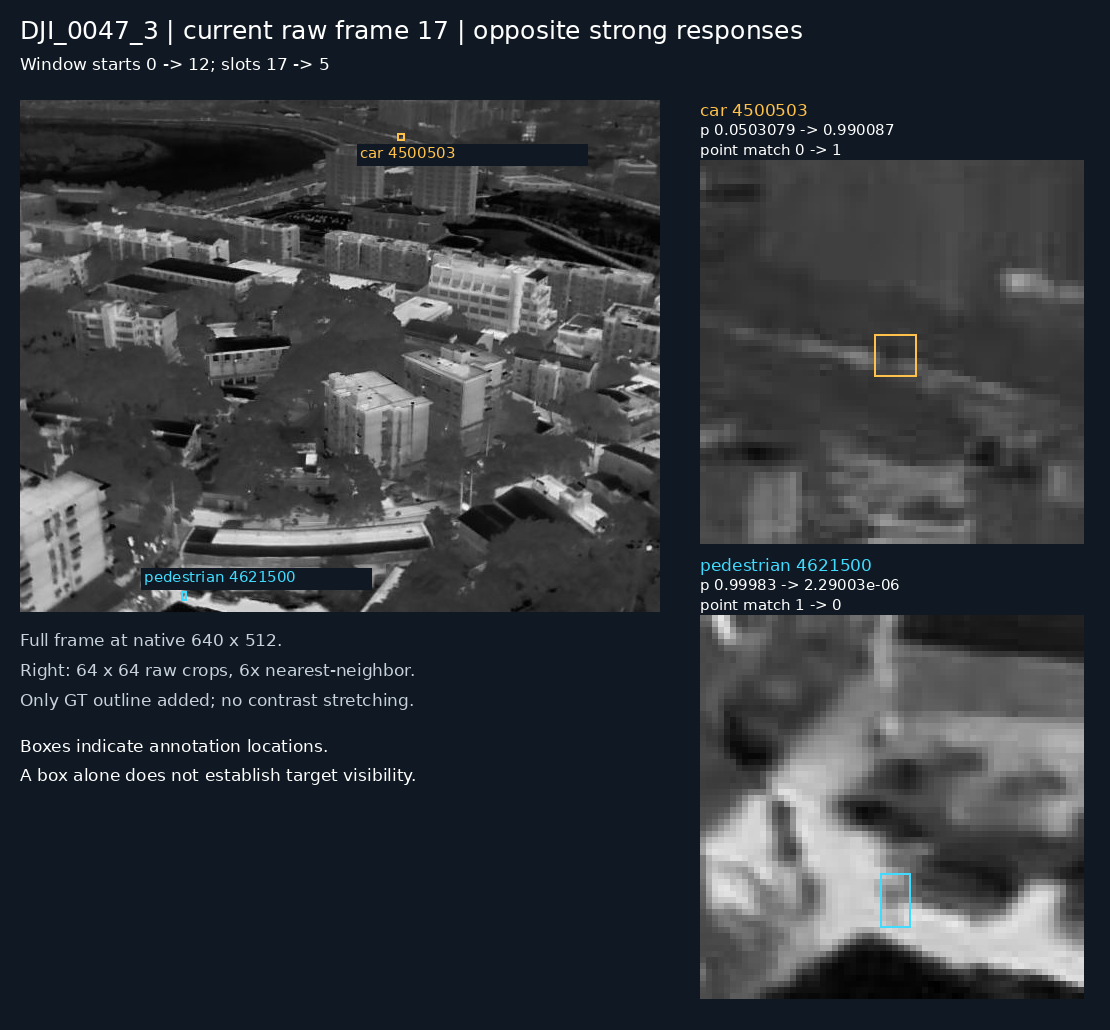 DJI_0047_3 | current raw frame 17 | opposite strong responses
Window starts 0 -> 12; slots 17 -> 5
car 4500503
pedestrian 4621500
Full frame at native 640 x 512.
Right: 64 x 64 raw crops, 6x nearest-neighbor.
Only GT outline added; no contrast stretching.
Boxes indicate annotation locations.
A box alone does not establish target visibility.
car 4500503
p 0.0503079 -> 0.990087
point match 0 -> 1
pedestrian 4621500
p 0.99983 -> 2.29003e-06
point match 1 -> 0